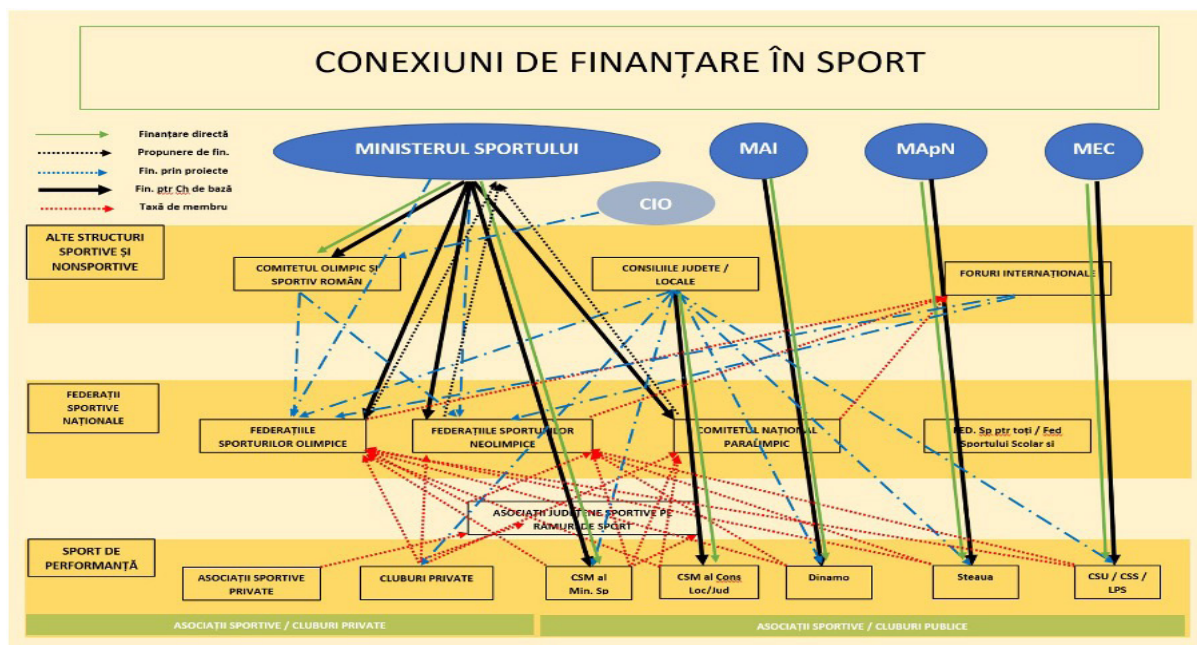 CONEXIUNI DE FINANȚARE ÎN SPORT
Finanțare directă
Propunere de fin.
Fin. prin proiecte
Fin. ptr Ch de bază
Taxă de membru
MINISTERUL SPORTULUI
MAI
MApN
MEC
CIO
ALTE STRUCTURI
SPORTIVE ȘI
NONSPORTIVE
COMITETUL OLIMPIC ȘI
SPORTIV ROMÂN
CONSILIILE JUDETE /
LOCALE
FORURI INTERNAȚIONALE
FEDERAȚII
SPORTIVE
NAȚIONALE
FEDERAȚIILE
SPORTURILOR OLIMPICE
FEDERAȚIILE SPORTURILOR
NEOLIMPICE
COMITETUL NAȚIONAL
PARALIMPIC
FED. Sp ptr toți / Fed
Sportului Scolar si
ASOCIAȚII JUDEȚENE SPORTIVE PE
RAMURI DE SPORT
SPORT DE
PERFORMANȚĂ
ASOCIAȚII SPORTIVE
PRIVATE
CLUBURI PRIVATE
CSM al
Min. Sp
CSM al Cons
Loc/Jud
Dinamo
Steaua
CSU / CSS /
LPS
ASOCIAȚII SPORTIVE / CLUBURI PRIVATE
ASOCIAȚII SPORTIVE / CLUBURI PUBLICE